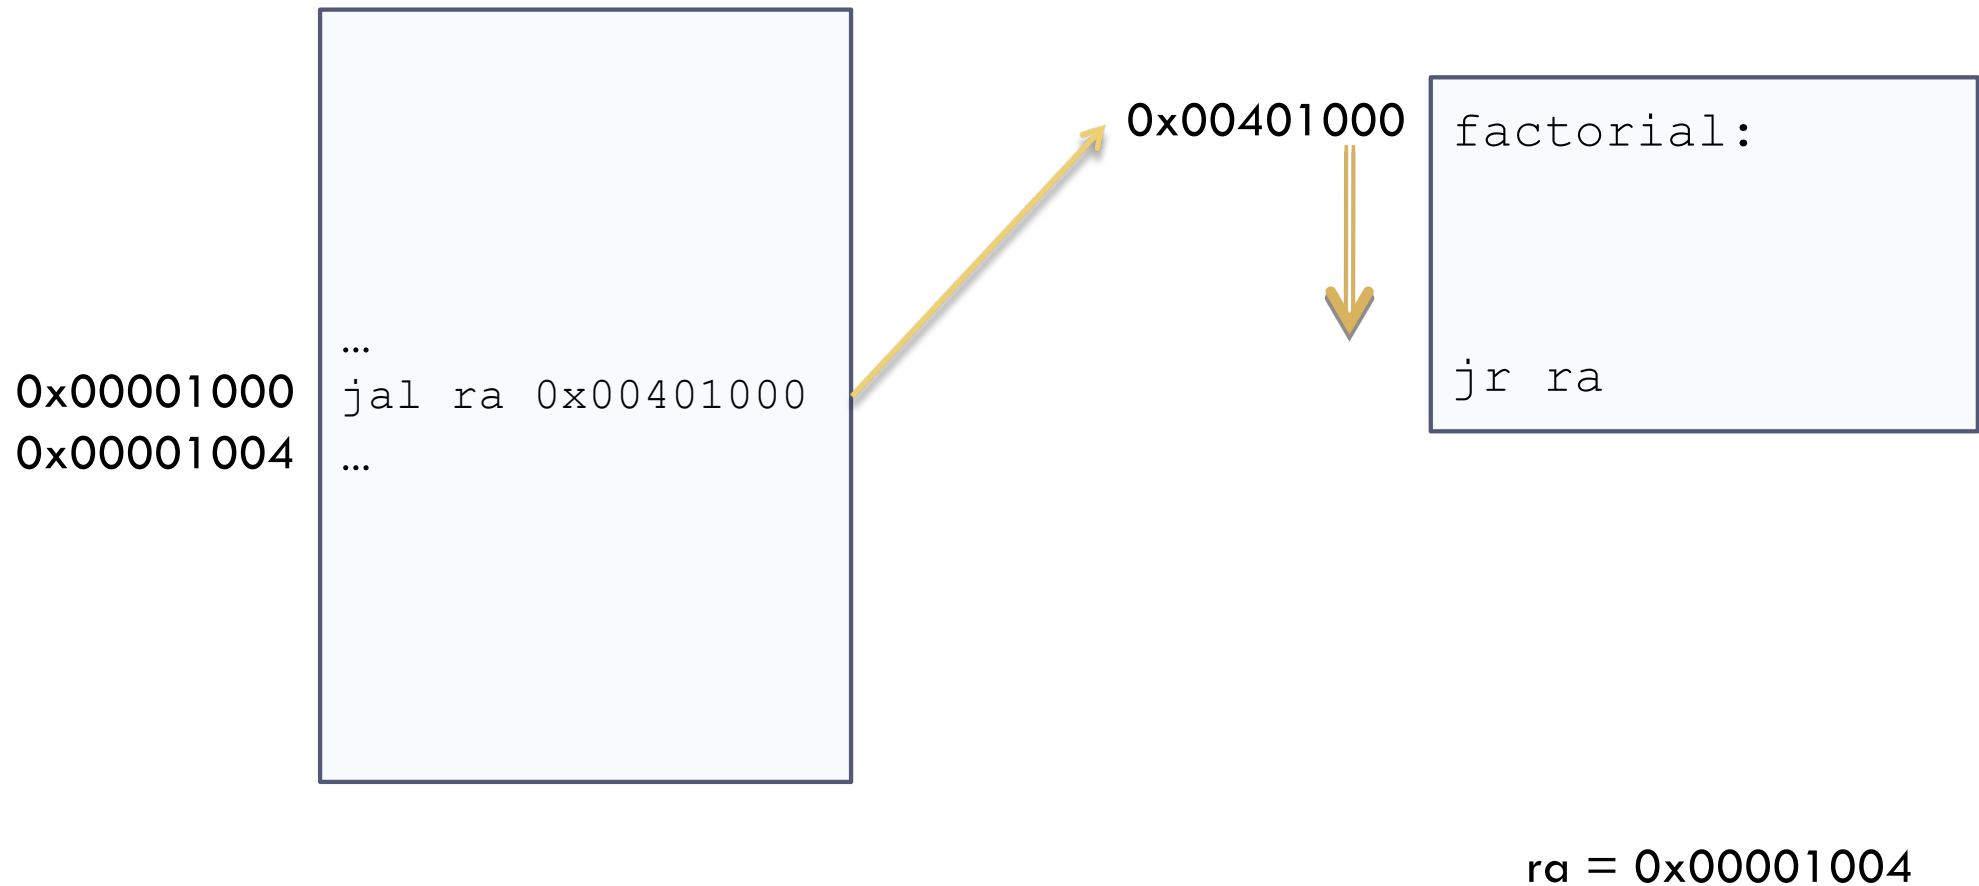 …
0x00001000 jal ra 0x00401000
0x00001004 …
0x00401000 factorial:
jr ra
ra = 0x00001004